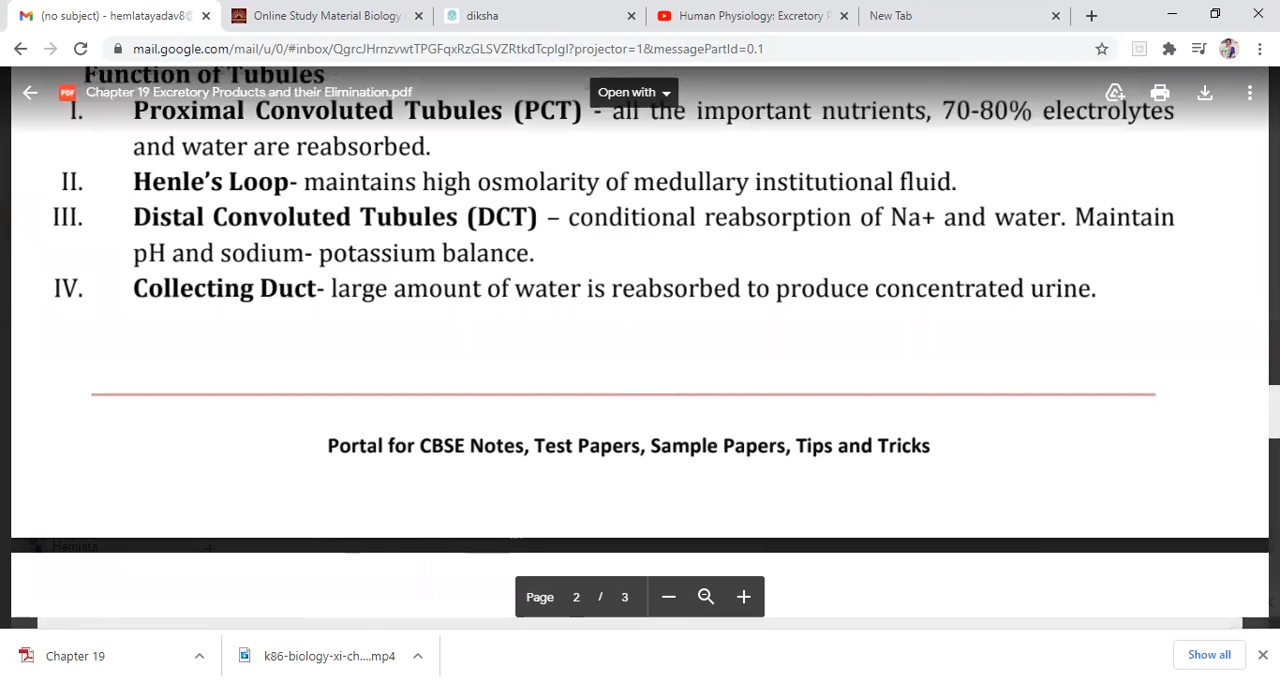 (no subject) - hemlatayadav8@
Online Study Material Biology
diksha
Human Physiology: Excretory P
New Tab
mail.google.com/mail/u/0/#inbox/QgrcJHrnzvwtTPGFqxRzGLSVZRtkdTcplgl?projector=1&messagePartId=0.1
Function of Tubules
PDF Chapter 19 Excretory Products and their Elimination.pdf
Open with
I. Proximal Convoluted Tubules (PCT) - all the important nutrients, 70-80% electrolytes
and water are reabsorbed.
II. Henle's Loop- maintains high osmolarity of medullary institutional fluid.
III. Distal Convoluted Tubules (DCT) – conditional reabsorption of Na+ and water. Maintain
pH and sodium- potassium balance.
IV. Collecting Duct- large amount of water is reabsorbed to produce concentrated urine.
Portal for CBSE Notes, Test Papers, Sample Papers, Tips and Tricks
Hemlata
Page 2 / 3
Chapter 19
k86-biology-xi-ch....mp4
Show all